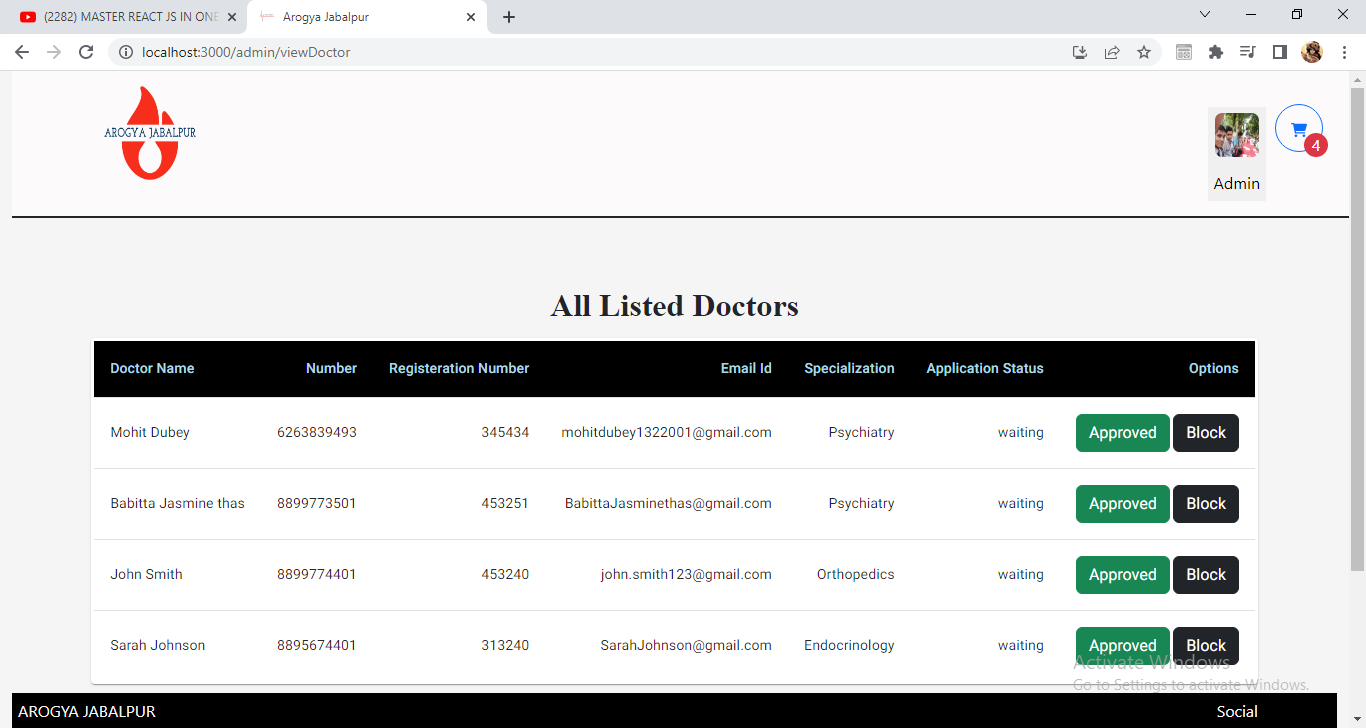 (2282) MASTER REACT JS IN ONE
Arogya Jabalpur
localhost:3000/admin/viewDoctor
AROGYA JABALPUR
4
Admin
All Listed Doctors
Doctor Name Number Registeration Number Email Id Specialization Application Status Options
Mohit Dubey 6263839493 345434 mohitdubey1322001@gmail.com Psychiatry waiting Approved Block
Babitta Jasmine thas 8899773501 453251 BabittaJasminethas@gmail.com Psychiatry waiting Approved Block
John Smith 8899774401 453240 john.smith123@gmail.com Orthopedics waiting Approved Block
Sarah Johnson 8895674401 313240 SarahJohnson@gmail.com Endocrinology waiting Approved Block
Activate Windows
Go to Settings to activate Windows.
AROGYA JABALPUR Social